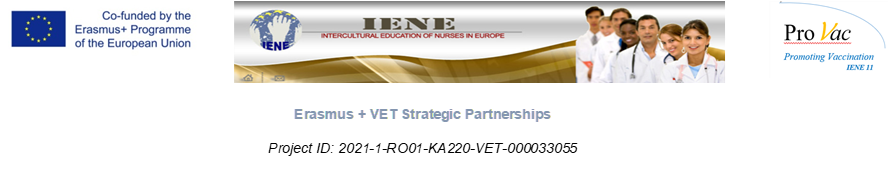 Co-funded by the
Erasmus+ Programme
of the European Union
IENE
INTERCULTURAL EDUCATION OF NURSES IN EUROPE
IENE
Pro Vac
Promoting Vaccination
IENE 11
Erasmus + VET Strategic Partnerships
Project ID: 2021-1-RO01-KA220-VET-000033055